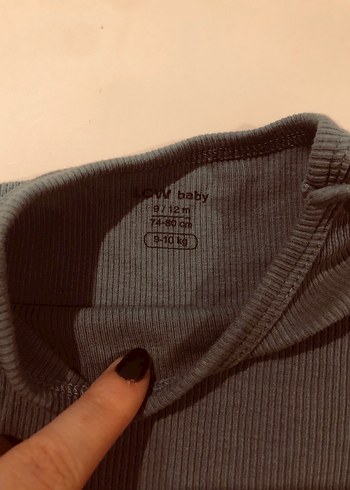 LCW baby
9 / 12 m
74-80 cm
9-10 kg